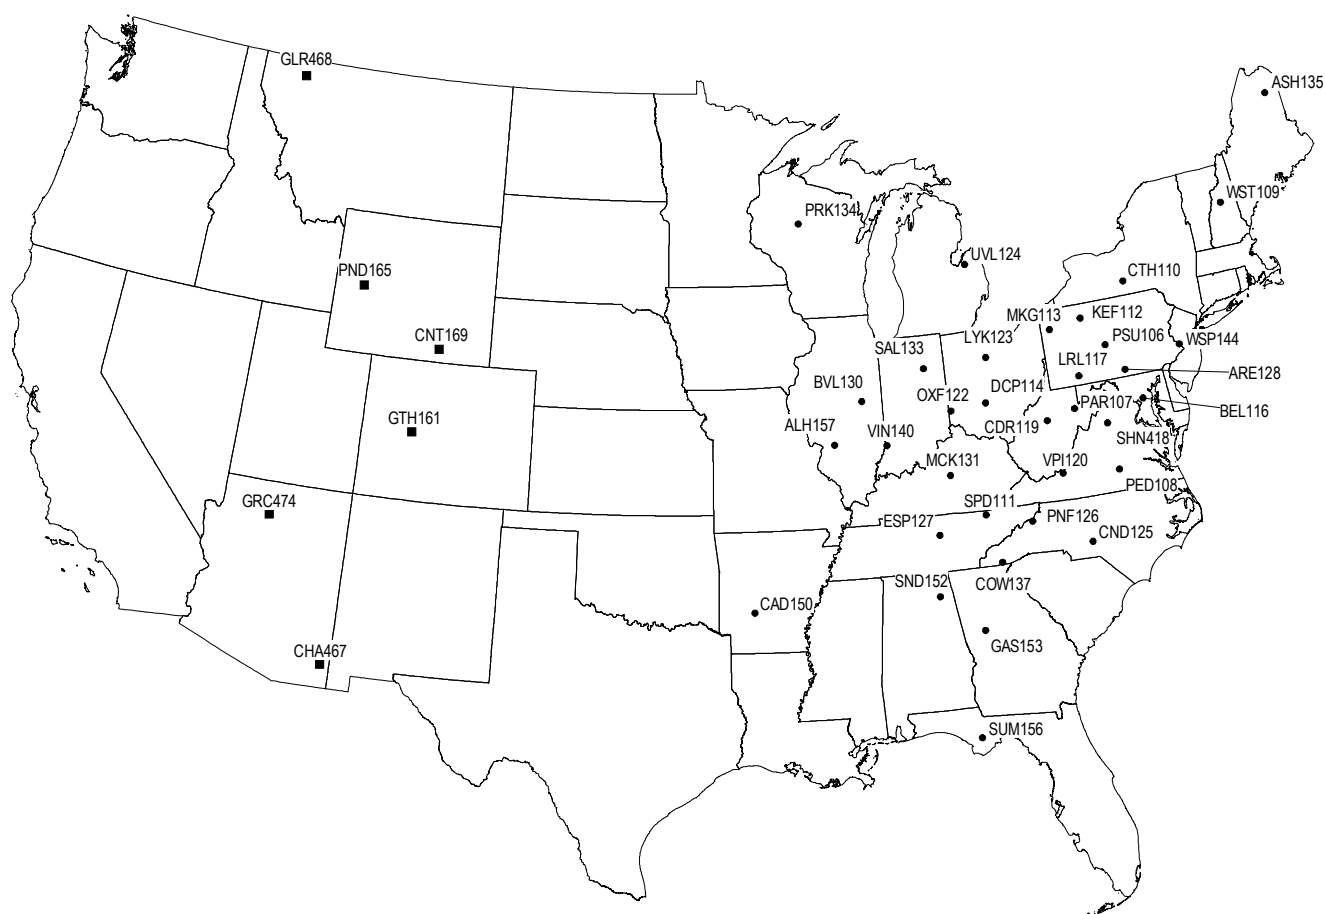 GLR468
ASH135
WST109
PRK134
UVL124
PND165
CTH110
MKG113
KEF112
CNT169
LYK123
PSU106
WSP144
SAL133
LRL117
ARE128
BVL130
OXF122
DCP114
PAR107
BEL116
GTH161
ALH157
VIN140
CDR119
SHN418
MCK131
VPI120
PED108
GRC474
SPD111
ESP127
PNF126
CND125
SND152
COW137
CAD150
GAS153
CHA467
SUM156